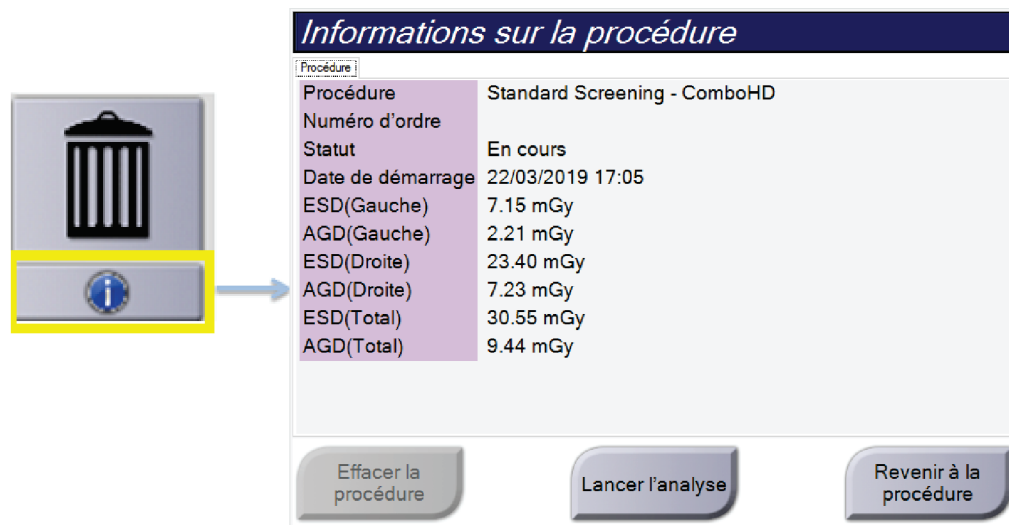 Informations sur la procédure
Procédure
Procédure Standard Screening - ComboHD
Numéro d'ordre
Statut En cours
Date de démarrage 22/03/2019 17:05
ESD(Gauche) 7.15 mGy
AGD(Gauche) 2.21 mGy
ESD(Droite) 23.40 mGy
AGD(Droite) 7.23 mGy
ESD(Total) 30.55 mGy
AGD(Total) 9.44 mGy
Effacer la
procédure
Lancer l'analyse
Revenir à la
procédure